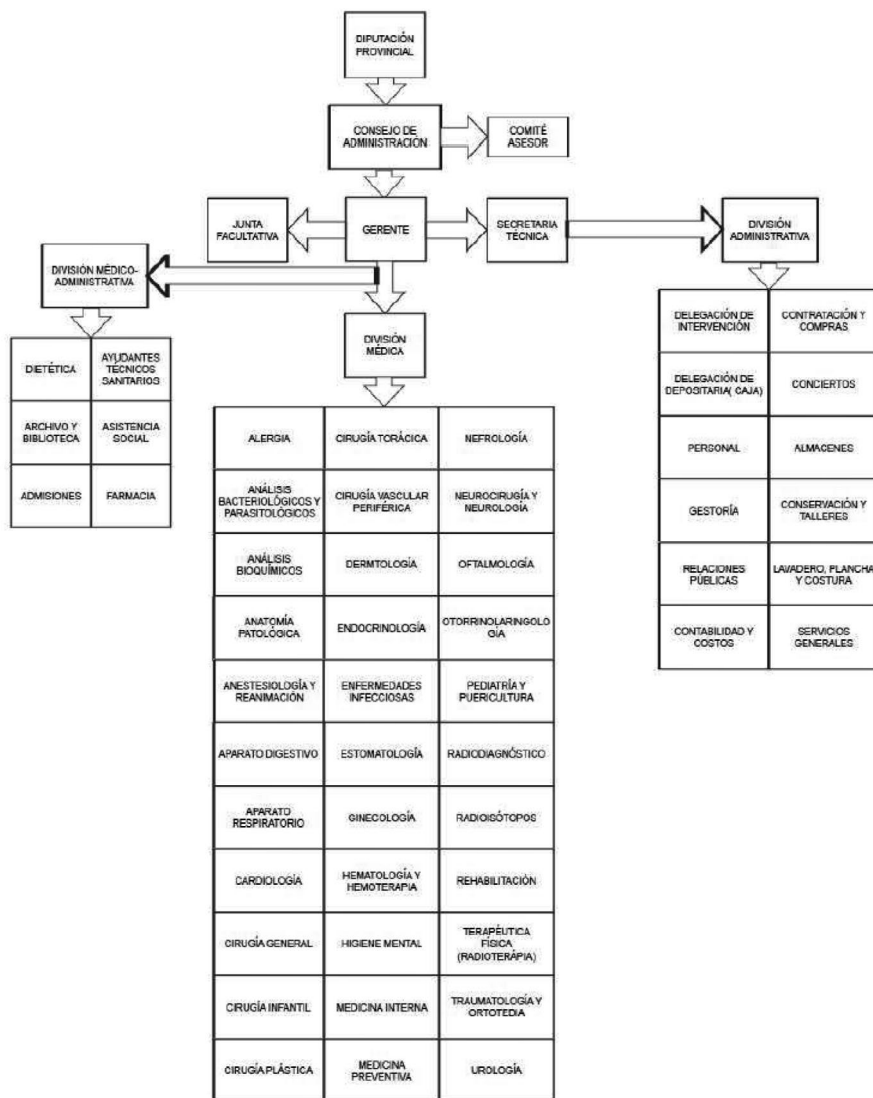 DIPUTACIÓN
PROVINCIAL
CONSEJO DE
ADMINISTRACIÓN
COMITÉ
ASESOR
JUNTA
FACULTATIVA
GERENTE
SECRETARIA
TÉCNICA
DIVISIÓN
ADMINISTRATIVA
DIVISIÓN MÉDICO-
ADMINISTRATIVA
DIVISIÓN
MÉDICA
DIETÉTICA
AYUDANTES
TÉCNICOS
SANITARIOS
ARCHIVO Y
BIBLIOTECA
ASISTENCIA
SOCIAL
ADMISIONES
FARMACIA
ALERGIA
CIRUGÍA TORÁCICA
NEFROLOGÍA
ANÁLISIS
BACTERIOLÓGICOS Y
PARASITOLÓGICOS
CIRUGÍA VASCULAR
PERIFÉRICA
NEUROCIRUGÍA Y
NEUROLOGÍA
ANÁLISIS
BIOQUÍMICOS
DERMTOLOGÍA
OFTALMOLOGÍA
ANATOMÍA
PATOLÓGICA
ENDOCRINOLOGÍA
OTORRINOLARINGOLO
GÍA
ANESTESIOLOGÍA Y
REANIMACIÓN
ENFERMEDADES
INFECCIOSAS
PEDIATRÍA Y
PUERICULTURA
APARATO DIGESTIVO
ESTOMATOLOGÍA
RADIODIAGNÓSTICO
APARATO
RESPIRATORIO
GINECOLOGÍA
RADIOISÓTOPOS
CARDIOLOGÍA
HEMATOLOGÍA Y
HEMOTERAPIA
REHABILITACIÓN
CIRUGÍA GENERAL
HIGIENE MENTAL
TERAPÉUTICA
FÍSICA
(RADIOTERÁPIA)
CIRUGÍA INFANTIL
MEDICINA INTERNA
TRAUMATOLOGÍA Y
ORTOTEDIA
CIRUGÍA PLÁSTICA
MEDICINA
PREVENTIVA
UROLOGÍA
DELEGACIÓN DE
INTERVENCIÓN
CONTRATACIÓN Y
COMPRAS
DELEGACIÓN DE
DEPOSITARIA( CAJA)
CONCIERTOS
PERSONAL
ALMACENES
GESTORÍA
CONSERVACIÓN Y
TALLERES
RELACIONES
PÚBLICAS
LAVADERO, PLANCHA
Y COSTURA
CONTABILIDAD Y
COSTOS
SERVICIOS
GENERALES